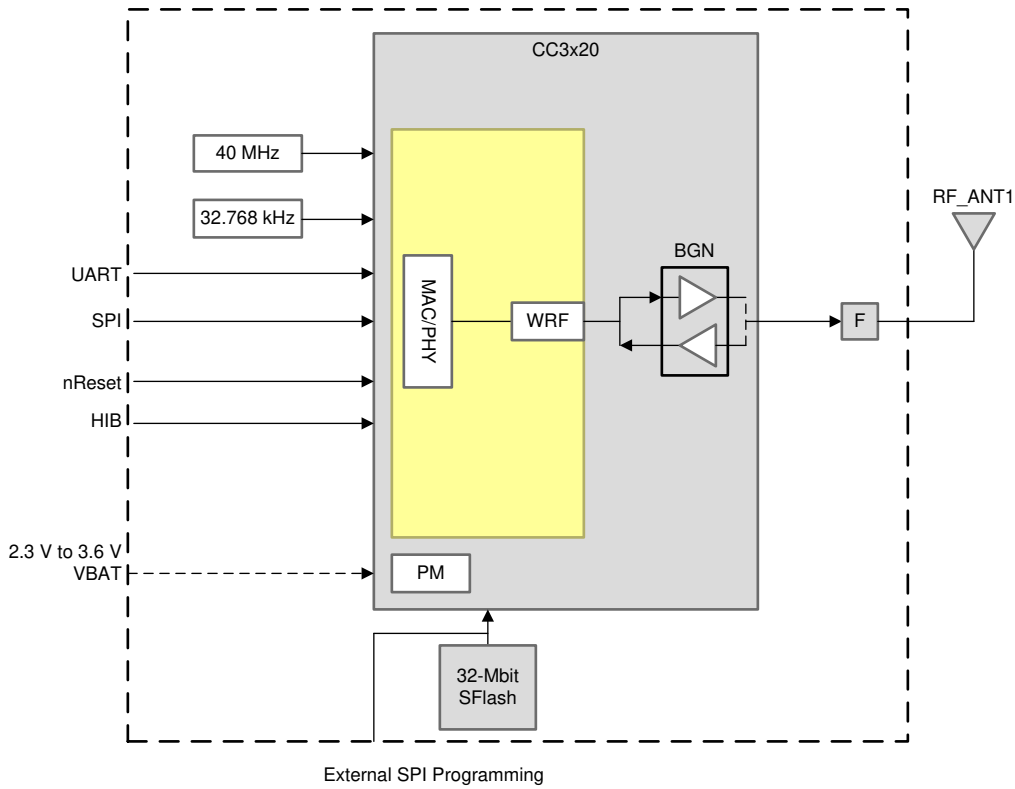 CC3x20
40 MHz
32.768 kHz
RF_ANT1
BGN
UART
MAC/PHY
SPI
WRF
F
nReset
HIB
2.3 V to 3.6 V
VBAT
PM
32-Mbit
SFlash
External SPI Programming